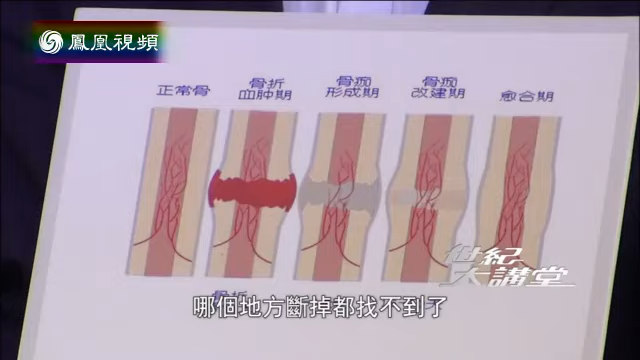 鳳凰視頻
正常骨
骨折
血肿期
骨痂
形成期
骨痂
改建期
愈合期
世紀
大講堂
骨折
哪個地方斷掉都找不到了